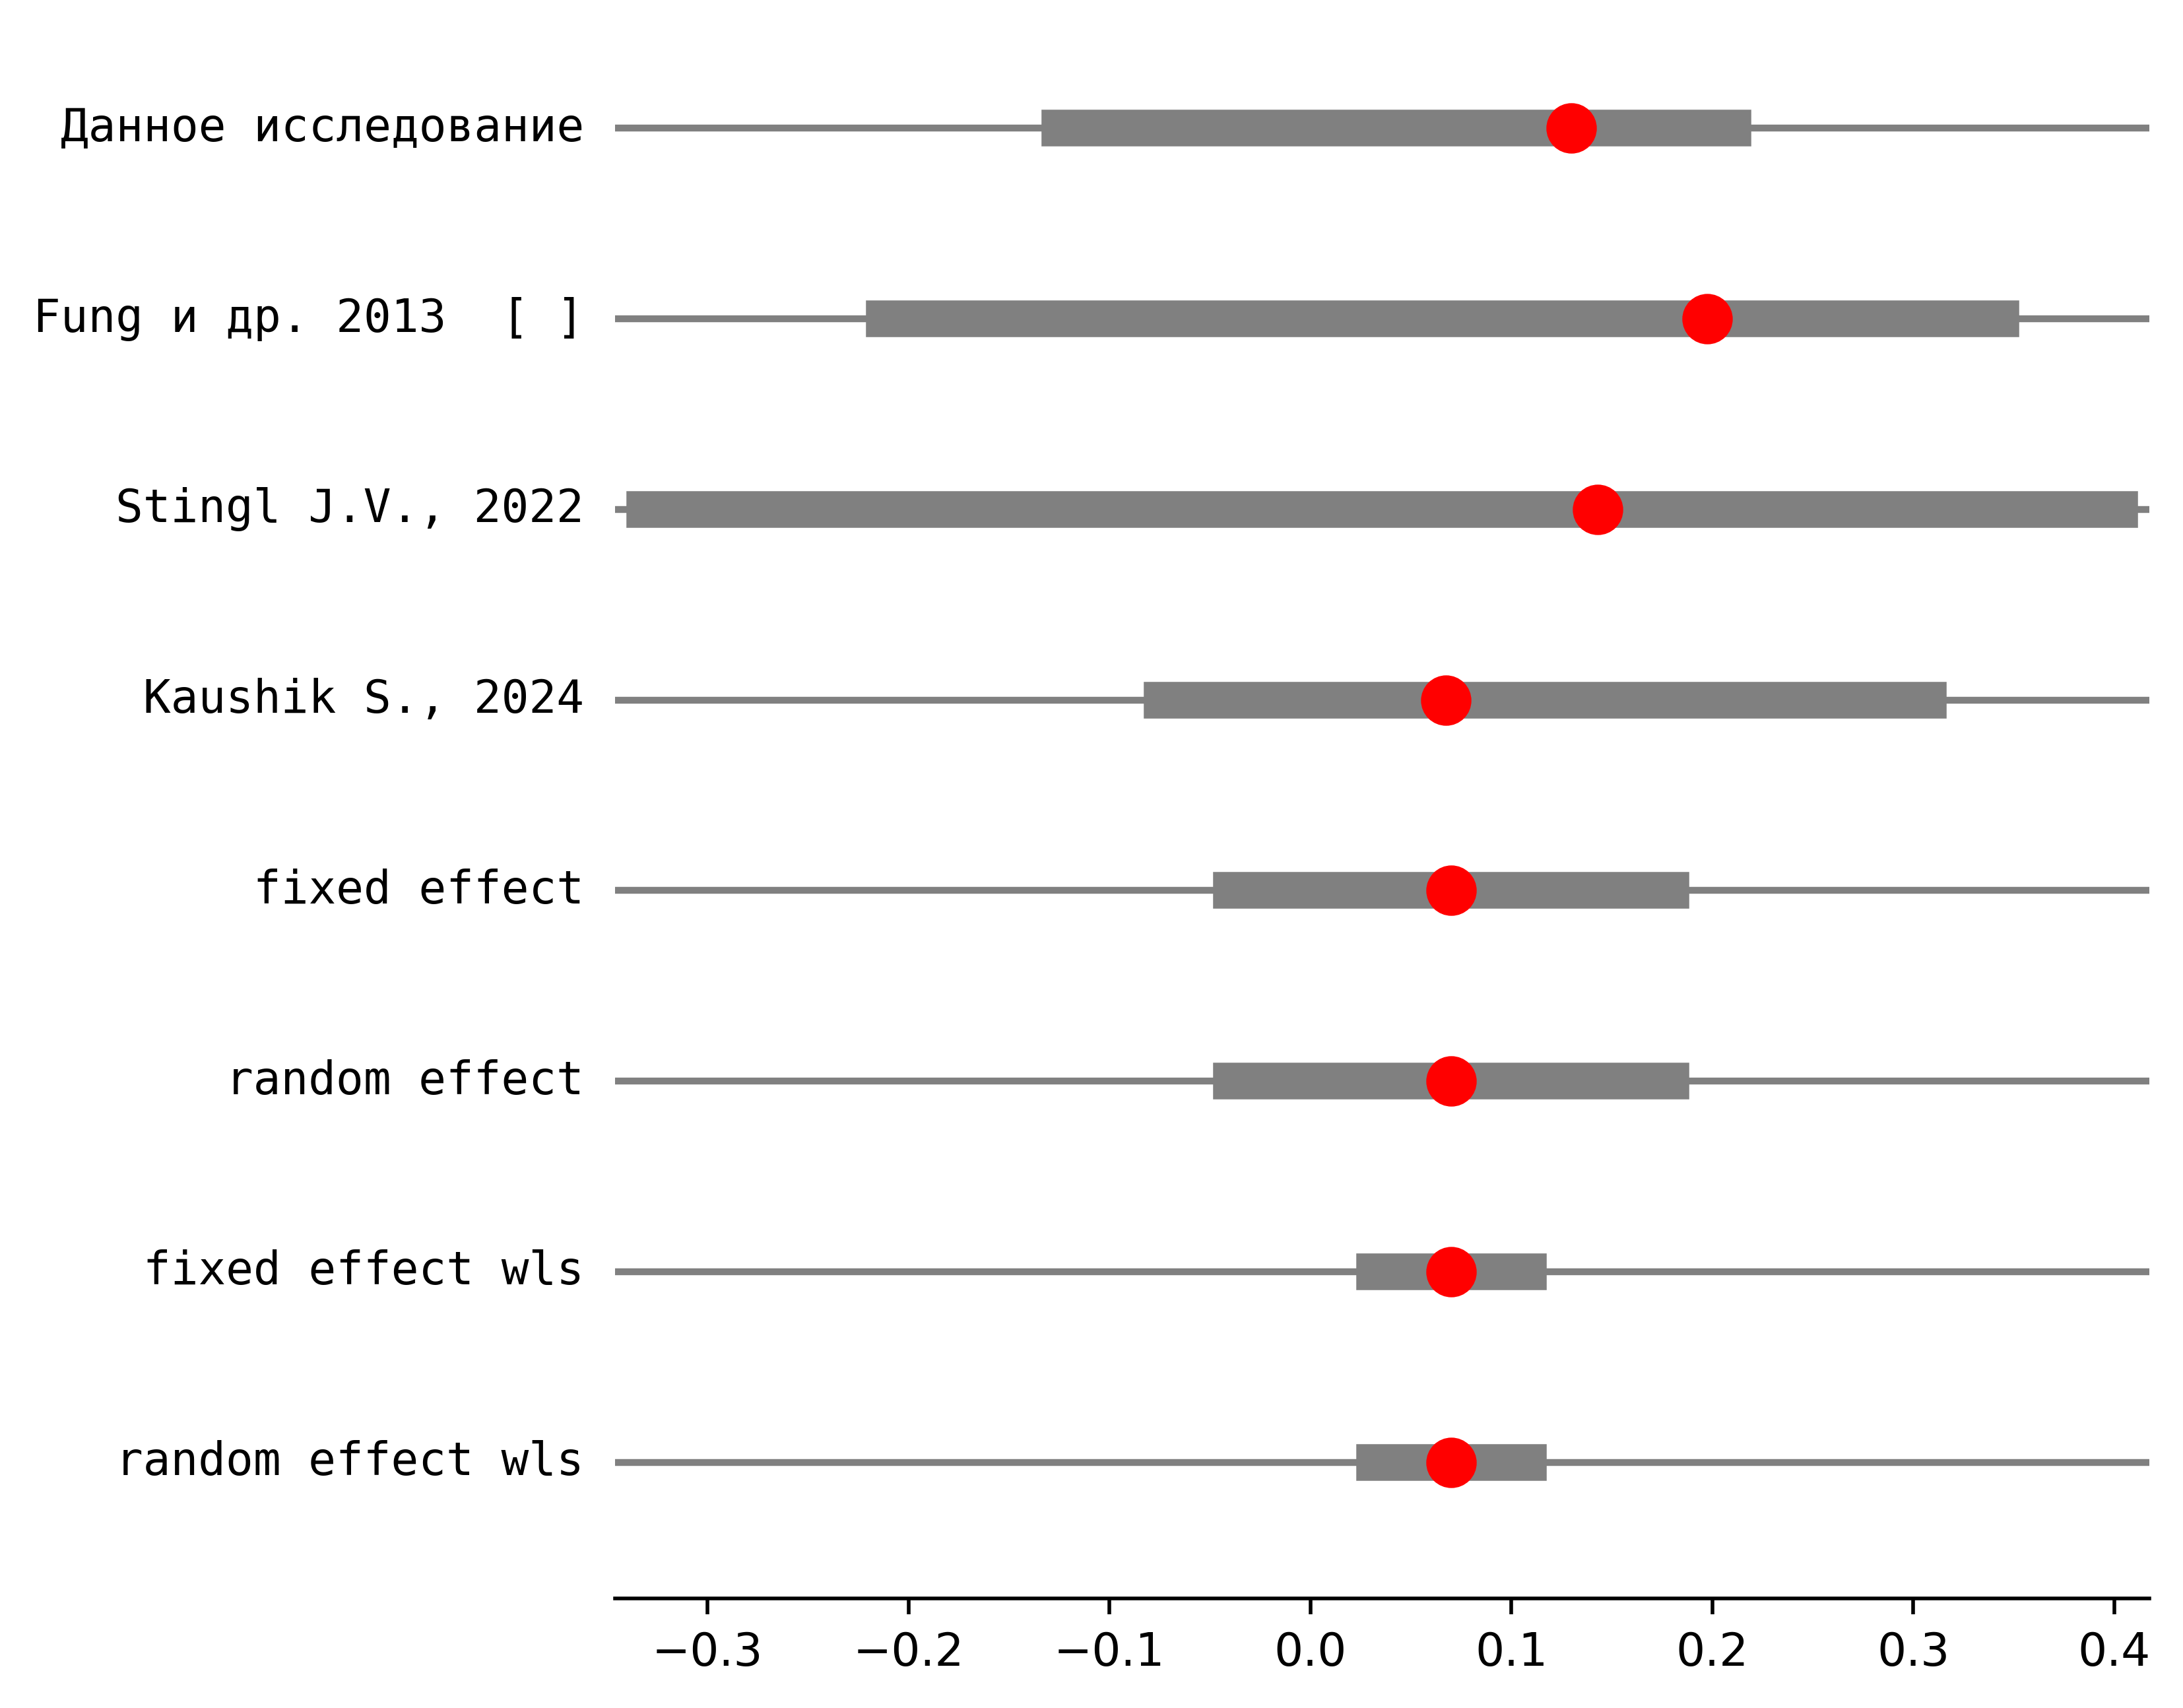 Данное исследование
Fung и др. 2013  [ ]
Stingl J.V., 2022
Kaushik S., 2024
fixed effect
random effect
fixed effect wls
random effect wls
−0.3 −0.2 −0.1 0.0 0.1 0.2 0.3 0.4